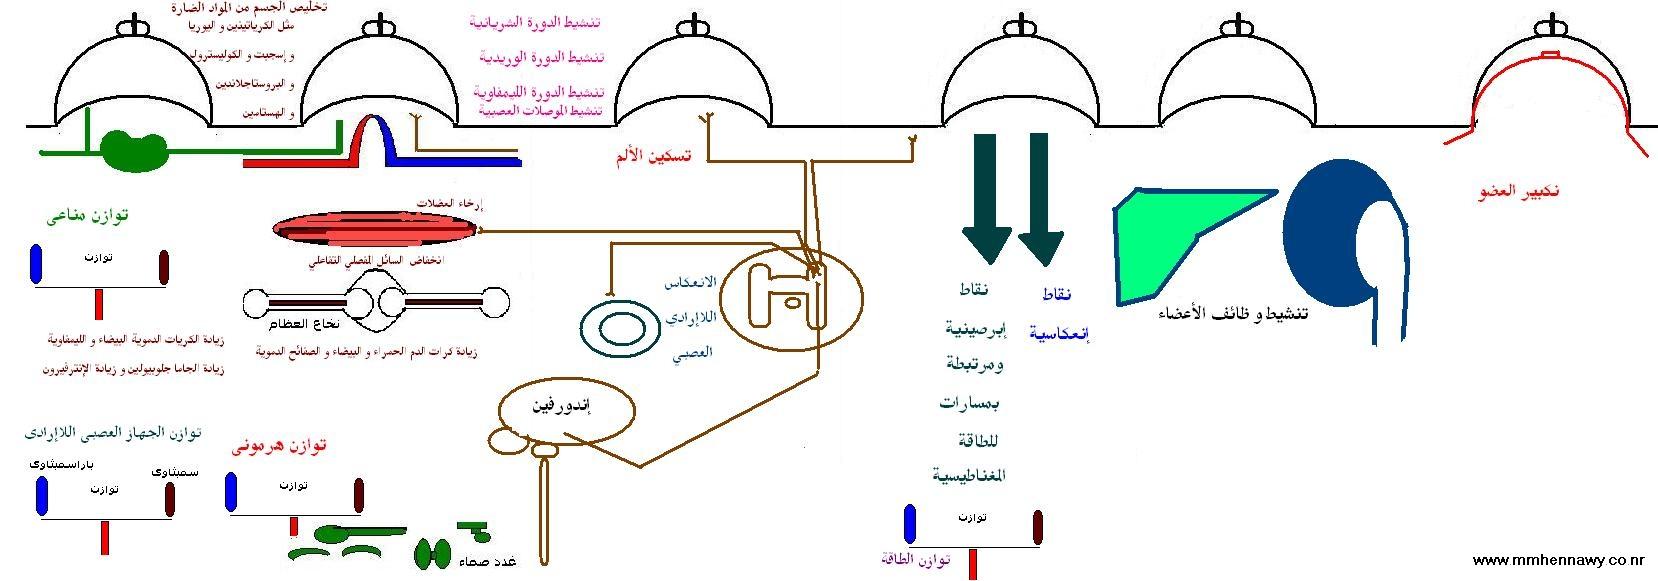 تخليص الجسم من المواد الضارة
مثل الكرياتينين و اليوريا
و إسجبت و الكوليسترول
و البروستاجلاندين
و الهستامين
تنشيط الدورة الشريانية
تنشيط الدورة الوريدية
تنشيط الدورة الليمفاوية
تنشيط الموصلات العصبية
تسكين الألم
تكبير العضو
توازن مناعى
توازن
زيادة الكريات الدموية البيضاء و الليمفاوية
زيادة الجاما جلوبيولين و زيادة الإنترفيرون
إرخاء العضلات
انخفاض السائل المفصلي التفاعلي
نخاع العظام
زيادة كرات الدم الحمراء و البيضاء و الصفائح الدموية
الانعكاس
اللاإرادي
العصبي
نقاط
إبرصينية
ومرتبطة
بمسارات
للطاقة
المغناطيسية
نقاط
إنعكاسية
تنشيط و ظائف الأعضاء
إندورفين
توازن الجهاز العصبى اللاإرادى
باراسمبثاوى
سمبثاوى
توازن
توازن هرمونى
توازن
غدد صماء
توازن
توازن الطاقة
www.mmhennawy.co.nr